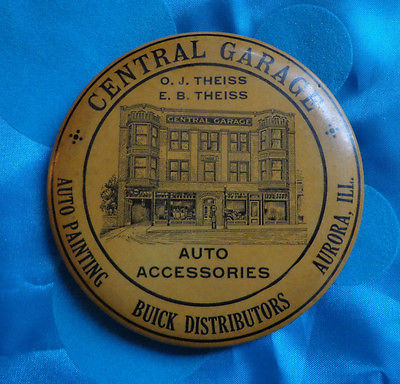 CENTRAL GARAGE
O. J. THEISS
E. B. THEISS
CENTRAL GARAGE
AUTO
ACCESSORIES
AUTO PAINTING
BUICK DISTRIBUTORS
AURORA, ILL.